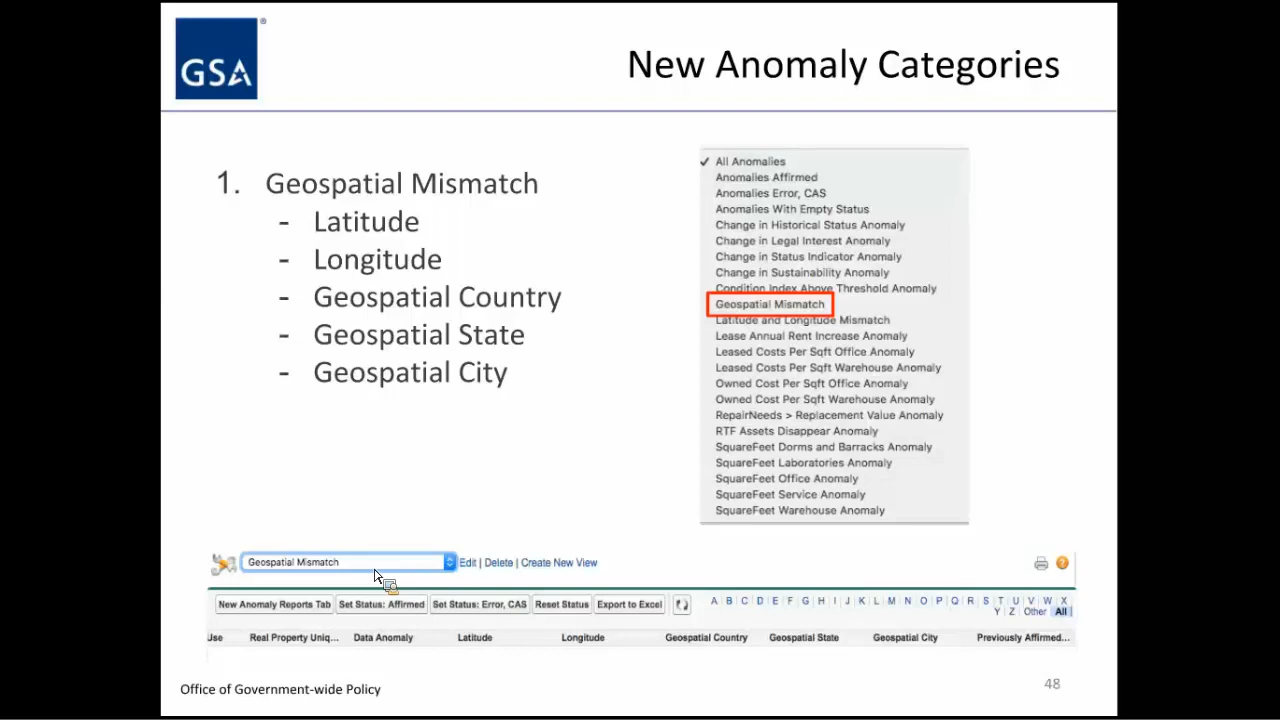 GSA
®
New Anomaly Categories
1. Geospatial Mismatch
- Latitude
- Longitude
- Geospatial Country
- Geospatial State
- Geospatial City
✓ All Anomalies
Anomalies Affirmed
Anomalies Error, CAS
Anomalies With Empty Status
Change in Historical Status Anomaly
Change in Legal Interest Anomaly
Change in Status Indicator Anomaly
Change in Sustainability Anomaly
Condition Index Above Threshold Anomaly
Geospatial Mismatch
Latitude and Longitude Mismatch
Lease Annual Rent Increase Anomaly
Leased Costs Per Sqft Office Anomaly
Leased Costs Per Sqft Warehouse Anomaly
Owned Cost Per Sqft Office Anomaly
Owned Cost Per Sqft Warehouse Anomaly
RepairNeeds > Replacement Value Anomaly
RTF Assets Disappear Anomaly
SquareFeet Dorms and Barracks Anomaly
SquareFeet Laboratories Anomaly
SquareFeet Office Anomaly
SquareFeet Service Anomaly
SquareFeet Warehouse Anomaly
Geospatial Mismatch Edit | Delete | Create New View ?
New Anomaly Reports Tab Set Status: Affirmed Set Status: Error, CAS Reset Status Export to Excel
A B C D E F G H I J K L M N O P Q R S T U V W X
Y Z Other All
Use Real Property Uniq... Data Anomaly Latitude Longitude Geospatial Country Geospatial State Geospatial City Previously Affirmed...
Office of Government-wide Policy
48